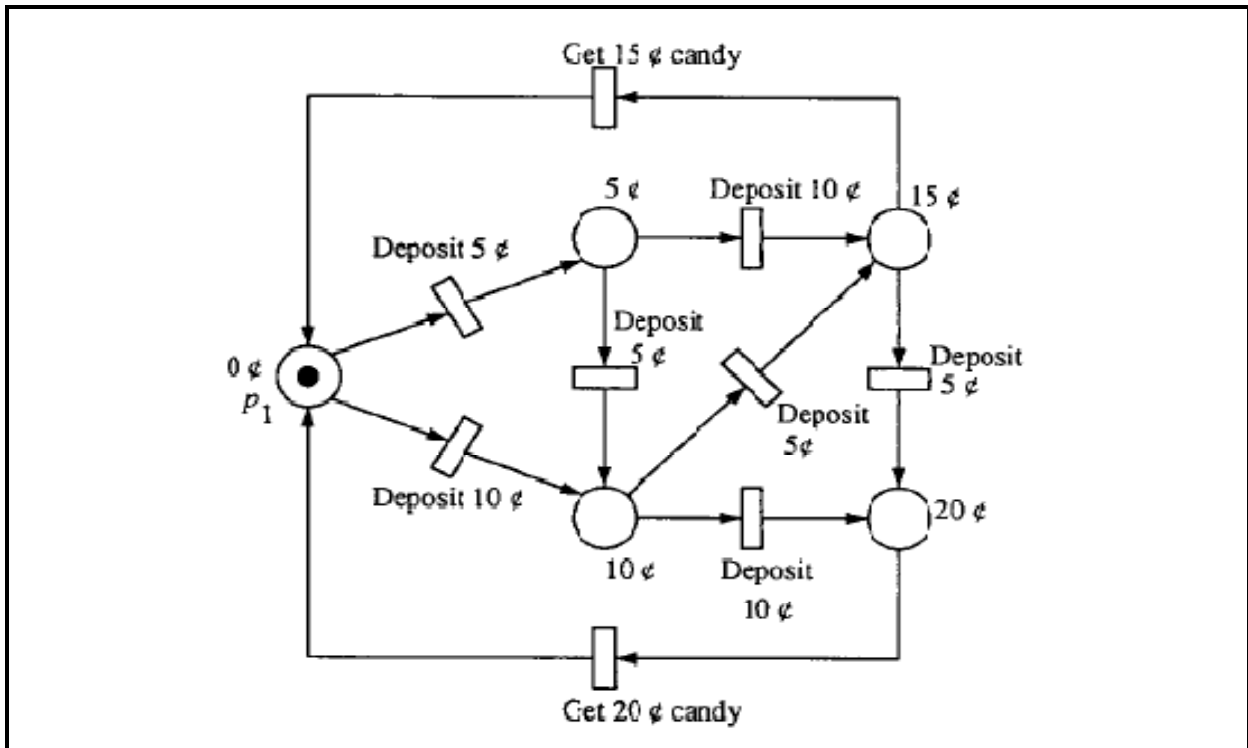 Get 15 ¢ candy
5 ¢
Deposit 10 ¢
15 ¢
Deposit 5 ¢
Deposit
5 ¢
0 ¢
p1
Deposit
5 ¢
Deposit
5¢
Deposit 10 ¢
20 ¢
10 ¢
Deposit
10 ¢
Get 20 ¢ candy